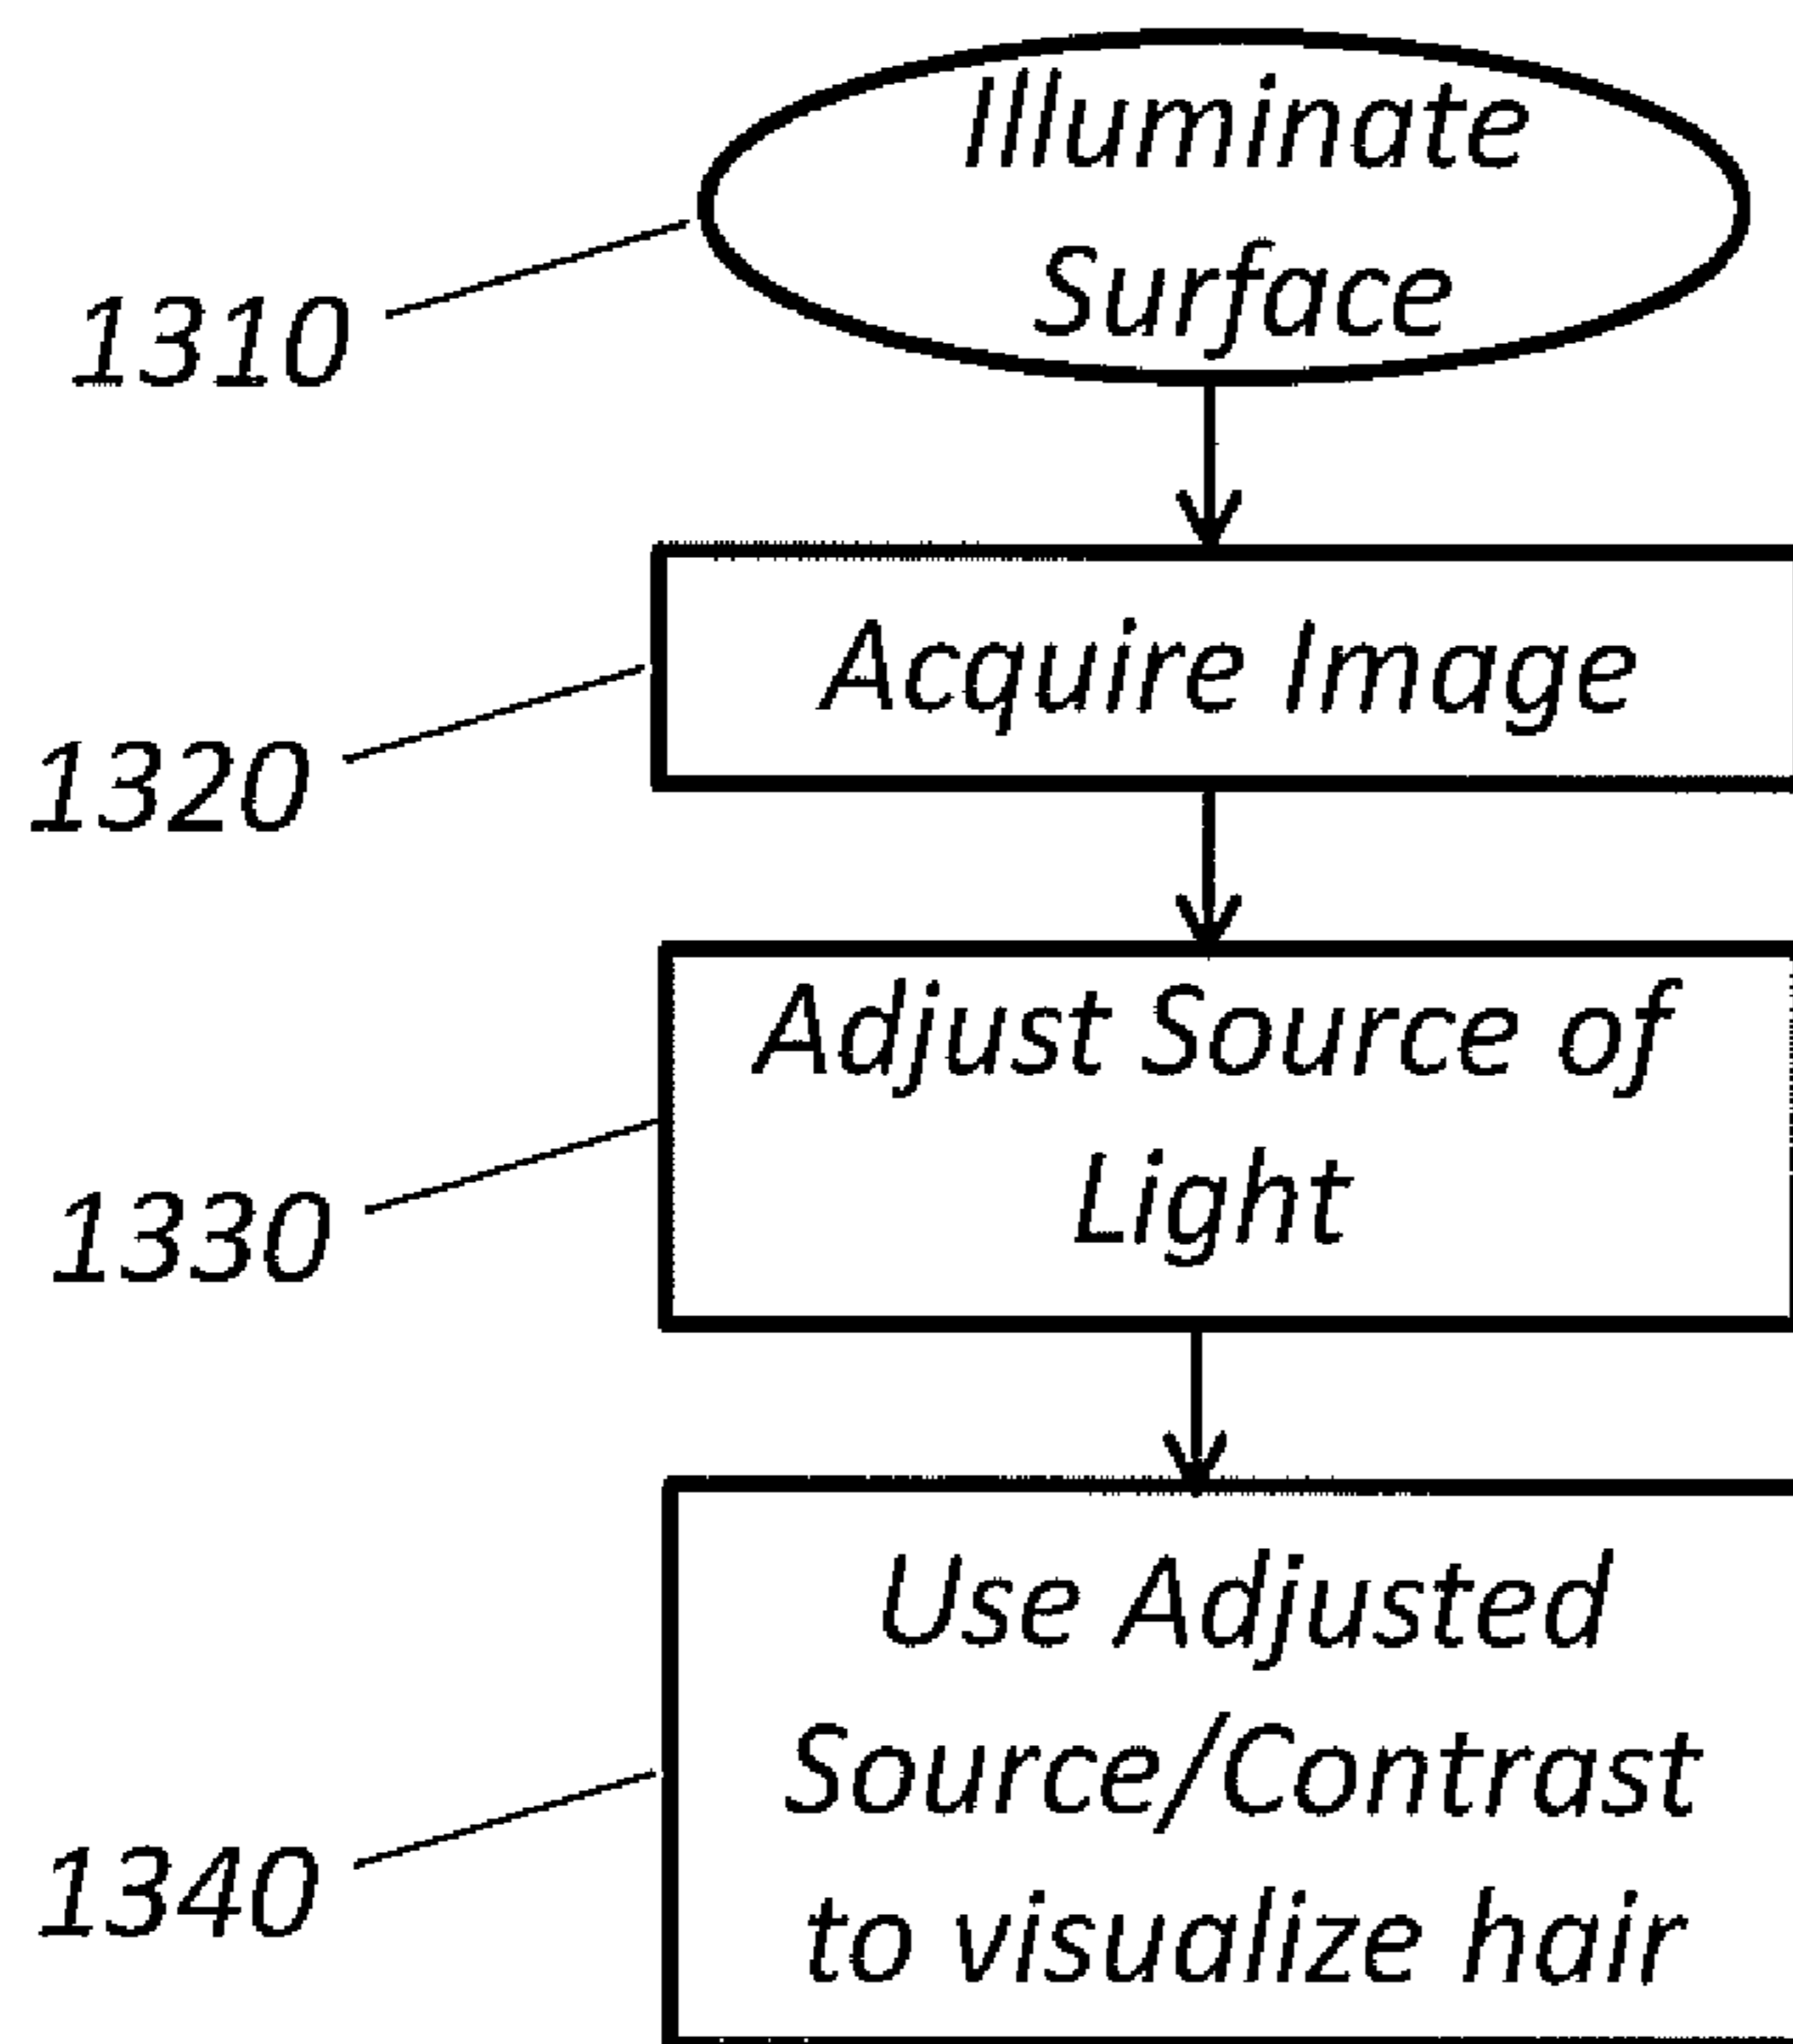 Illuminate
Surface
1310
Acquire Image
1320
Adjust Source of
Light
1330
Use Adjusted
Source/Contrast
to visualize hair
1340